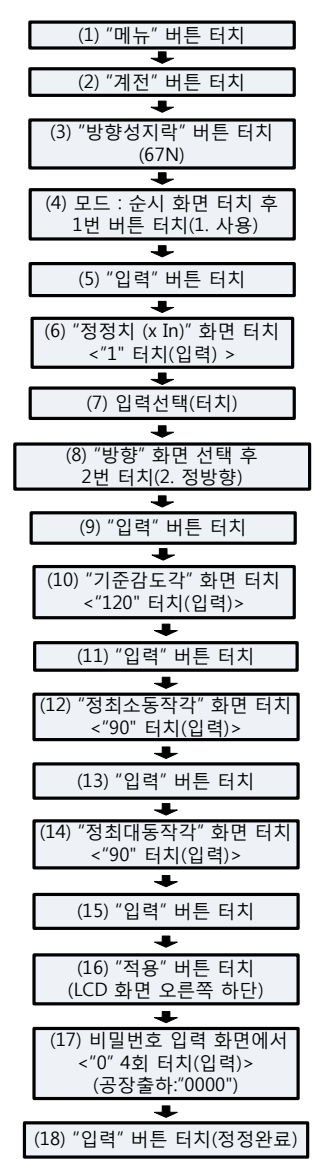 (1) "메뉴" 버튼 터치
(2) "계전" 버튼 터치
(3) "방향성지락" 버튼 터치
(67N)
(4) 모드 : 순시 화면 터치 후
1번 버튼 터치(1. 사용)
(5) "입력" 버튼 터치
(6) "정정치 (x In)" 화면 터치
<"1" 터치(입력) >
(7) 입력선택(터치)
(8) "방향" 화면 선택 후
2번 터치(2. 정방향)
(9) "입력" 버튼 터치
(10) "기준감도각" 화면 터치
<"120" 터치(입력)>
(11) "입력" 버튼 터치
(12) "정최소동작각" 화면 터치
<"90" 터치(입력)>
(13) "입력" 버튼 터치
(14) "정최대동작각" 화면 터치
<"90" 터치(입력)>
(15) "입력" 버튼 터치
(16) "적용" 버튼 터치
(LCD 화면 오른쪽 하단)
(17) 비밀번호 입력 화면에서
<"0" 4회 터치(입력)>
(공장출하:"0000")
(18) "입력" 버튼 터치(정정완료)